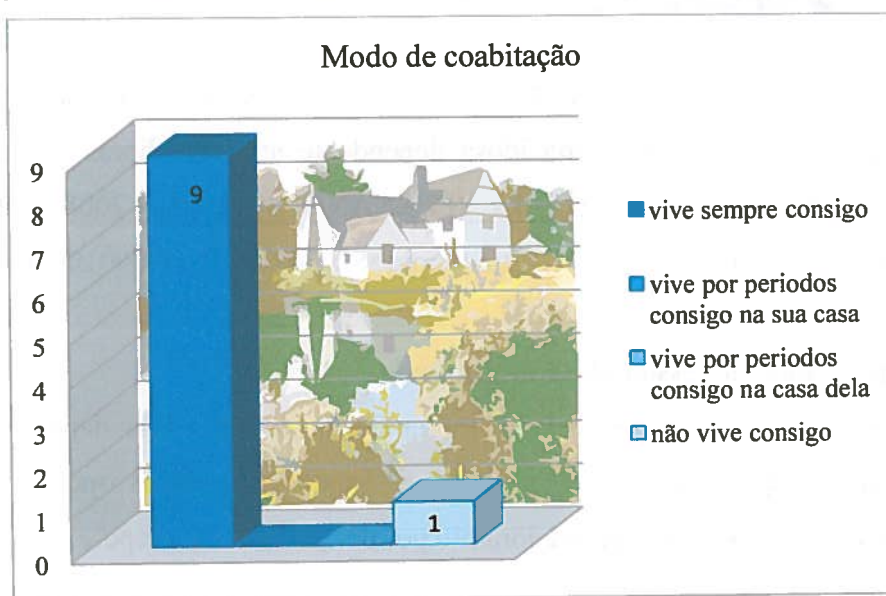 Modo de coabitação
9
8
7
6
5
4
3
2
1
0
9
1
vive sempre consigo
vive por periodos
consigo na sua casa
vive por periodos
consigo na casa dela
não vive consigo